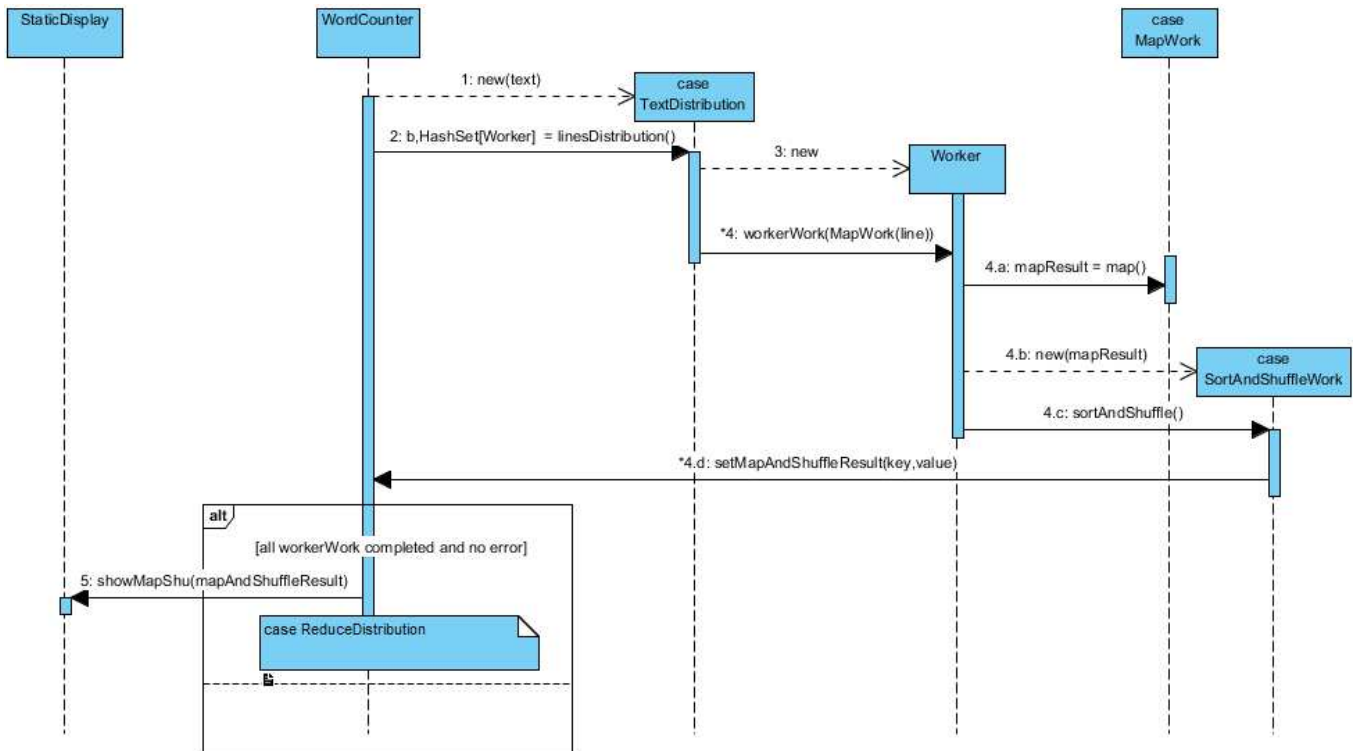 StaticDisplay
WordCounter
case
MapWork
1: new(text)
case
TextDistribution
2: b,HashSet[Worker] = linesDistribution()
3: new
Worker
*4: workerWork(MapWork(line))
4.a: mapResult = map()
4.b: new(mapResult)
case
SortAndShuffleWork
4.c: sortAndShuffle()
*4.d: setMapAndShuffleResult(key,value)
alt
[all workerWork completed and no error]
5: showMapShu(mapAndShuffleResult)
case ReduceDistribution